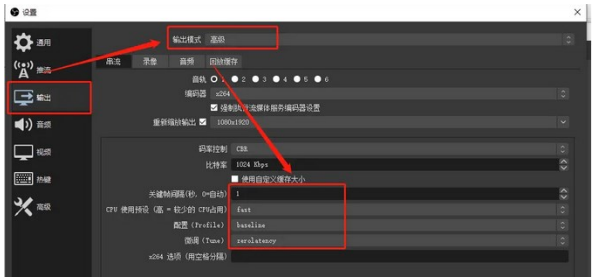 设置
通用
推流
输出
音频
视频
热键
高级
输出模式 高级
串流 录像 音频 回放缓存
音轨 1 2 3 4 5 6
编码器 x264
强制执行流媒体服务编码器设置
重新缩放输出 1080x1920
码率控制 CBR
比特率 1024 Kbps
使用自定义缓存大小
关键帧间隔(秒, 0=自动) 1
CPU 使用预设 (高 = 较少的 CPU占用) fast
配置 (Profile) baseline
微调 (Tune) zerolatency
x264 选项 (用空格分隔)